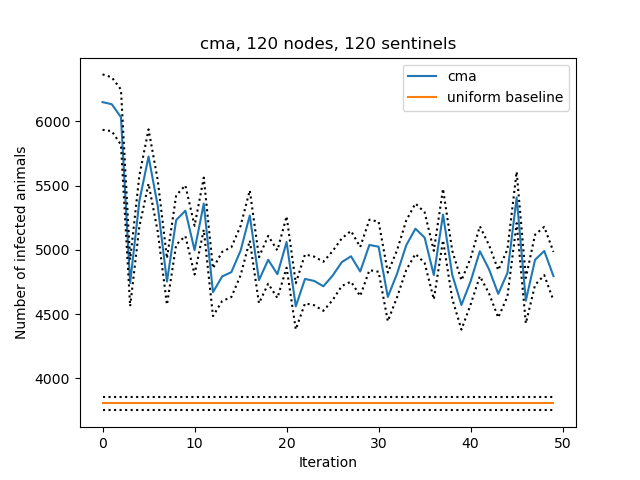 cma, 120 nodes, 120 sentinels
cma
uniform baseline
Number of infected animals
6000
5500
5000
4500
4000
0
10
20
30
40
50
Iteration